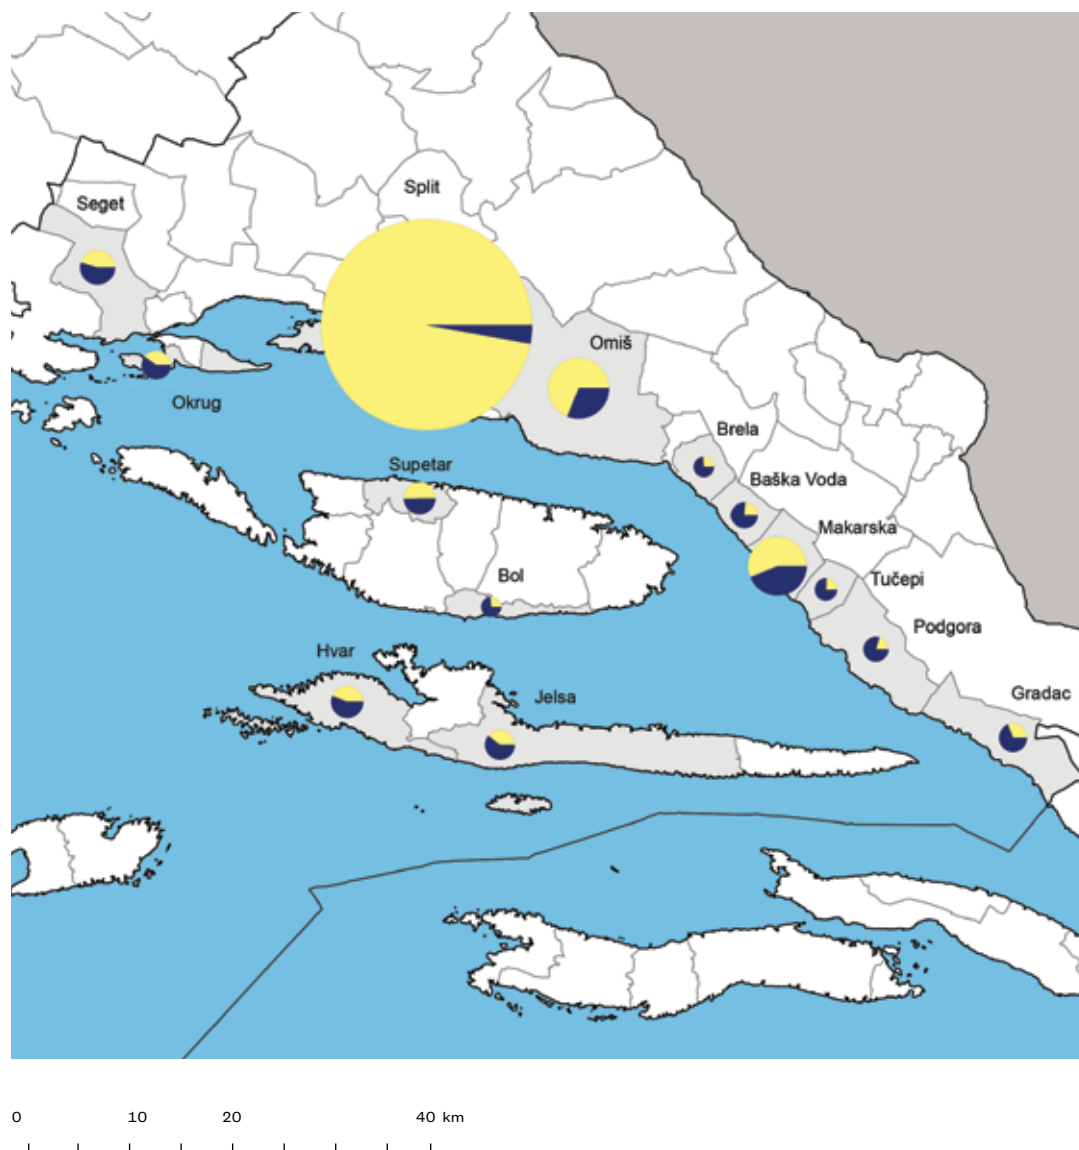 Split
Seget
Omiš
Okrug
Brela
Supetar
Baška Voda
Makarska
Bol
Tučepi
Podgora
Hvar
Jelsa
Gradac
0 10 20 40 km